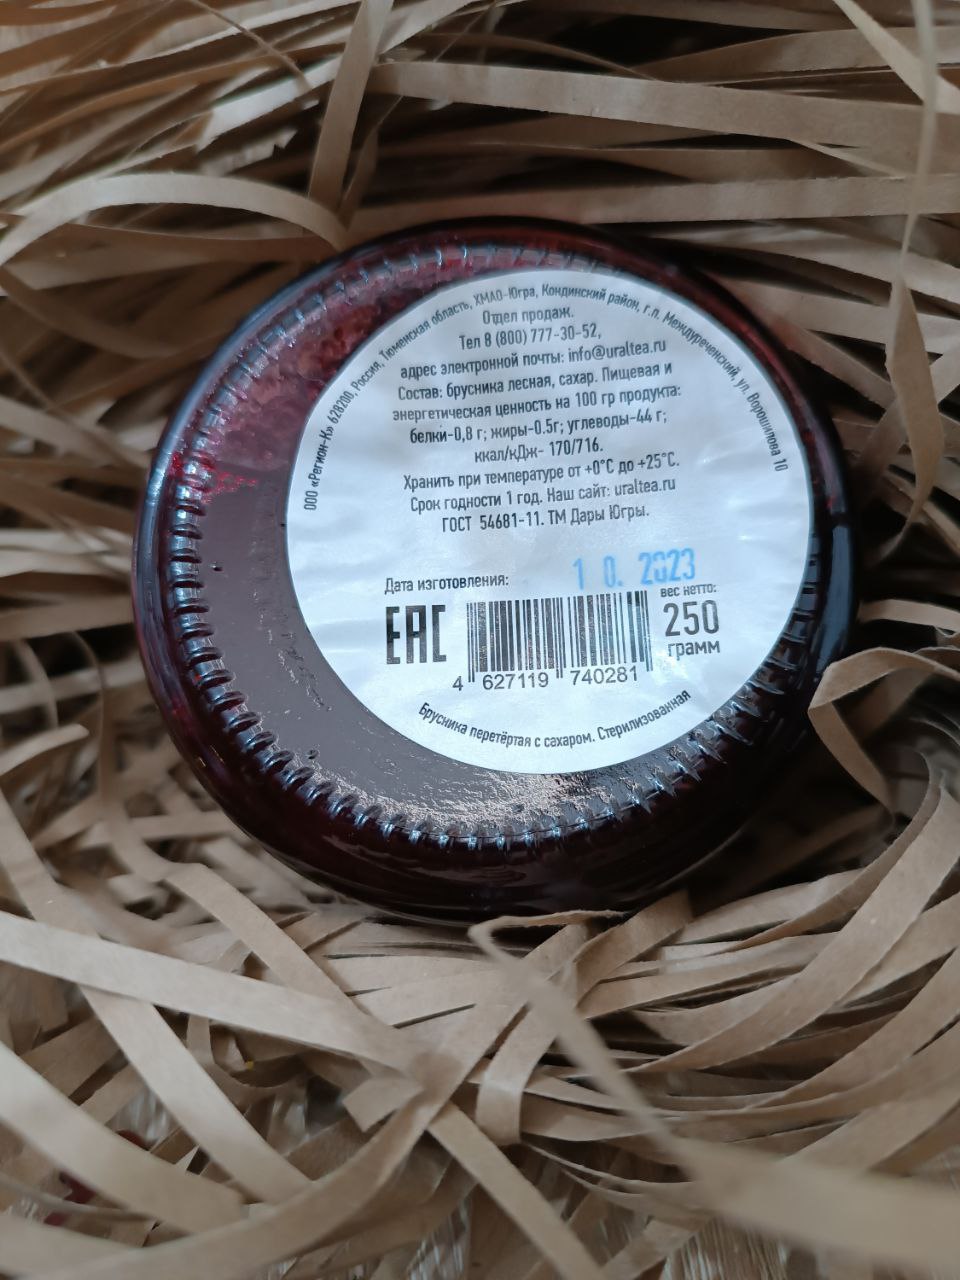 ООО «Регион-К» 628200, Россия, Тюменская область, ХМАО-Югра, Кондинский район, г.п. Междуреченский, ул. Ворошилова 10
Отдел продаж.
Тел 8 (800) 777-30-52,
адрес электронной почты: info@uraltea.ru
Состав: брусника лесная, сахар. Пищевая и
энергетическая ценность на 100 гр продукта:
белки-0,8 г; жиры-0.5г; углеводы-44 г;
ккал/кДж- 170/716.
Хранить при температуре от +0°C до +25°C.
Срок годности 1 год. Наш сайт: uraltea.ru
ГОСТ 54681-11. ТМ Дары Югры.
Дата изготовления: 1 0. 2023
EAC
вес нетто:
250
грамм
4 627119 740281
Брусника перетёртая с сахаром. Стерилизованная